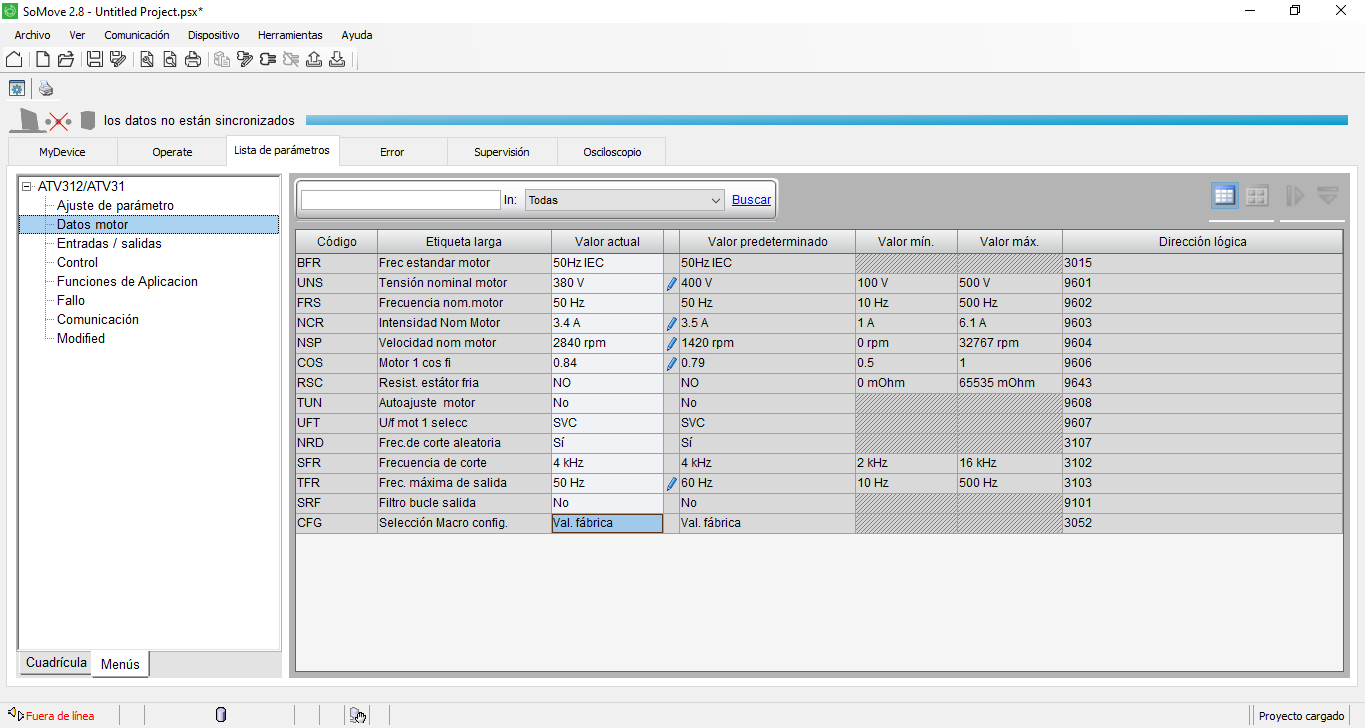 SoMove 2.8 - Untitled Project.psx*
Archivo Ver Comunicación Dispositivo Herramientas Ayuda
los datos no están sincronizados
MyDevice Operate Lista de parámetros Error Supervisión Osciloscopio
ATV312/ATV31
Ajuste de parámetro
Datos motor
Entradas / salidas
Control
Funciones de Aplicacion
Fallo
Comunicación
Modified
Cuadrícula Menús
In: Todas Buscar
Código Etiqueta larga Valor actual Valor predeterminado Valor mín. Valor máx. Dirección lógica
BFR Frec estandar motor 50Hz IEC 50Hz IEC 3015
UNS Tensión nominal motor 380 V 400 V 100 V 500 V 9601
FRS Frecuencia nom.motor 50 Hz 50 Hz 10 Hz 500 Hz 9602
NCR Intensidad Nom Motor 3.4 A 3.5 A 1 A 6.1 A 9603
NSP Velocidad nom motor 2840 rpm 1420 rpm 0 rpm 32767 rpm 9604
COS Motor 1 cos fi 0.84 0.79 0.5 1 9606
RSC Resist. estátor fria NO NO 0 mOhm 65535 mOhm 9643
TUN Autoajuste motor No No 9608
UFT U/f mot 1 selecc SVC SVC 9607
NRD Frec.de corte aleatoria Sí Sí 3107
SFR Frecuencia de corte 4 kHz 4 kHz 2 kHz 16 kHz 3102
TFR Frec. máxima de salida 50 Hz 60 Hz 10 Hz 500 Hz 3103
SRF Filtro bucle salida No No 9101
CFG Selección Macro config. Val. fábrica Val. fábrica 3052
Fuera de línea Proyecto cargado